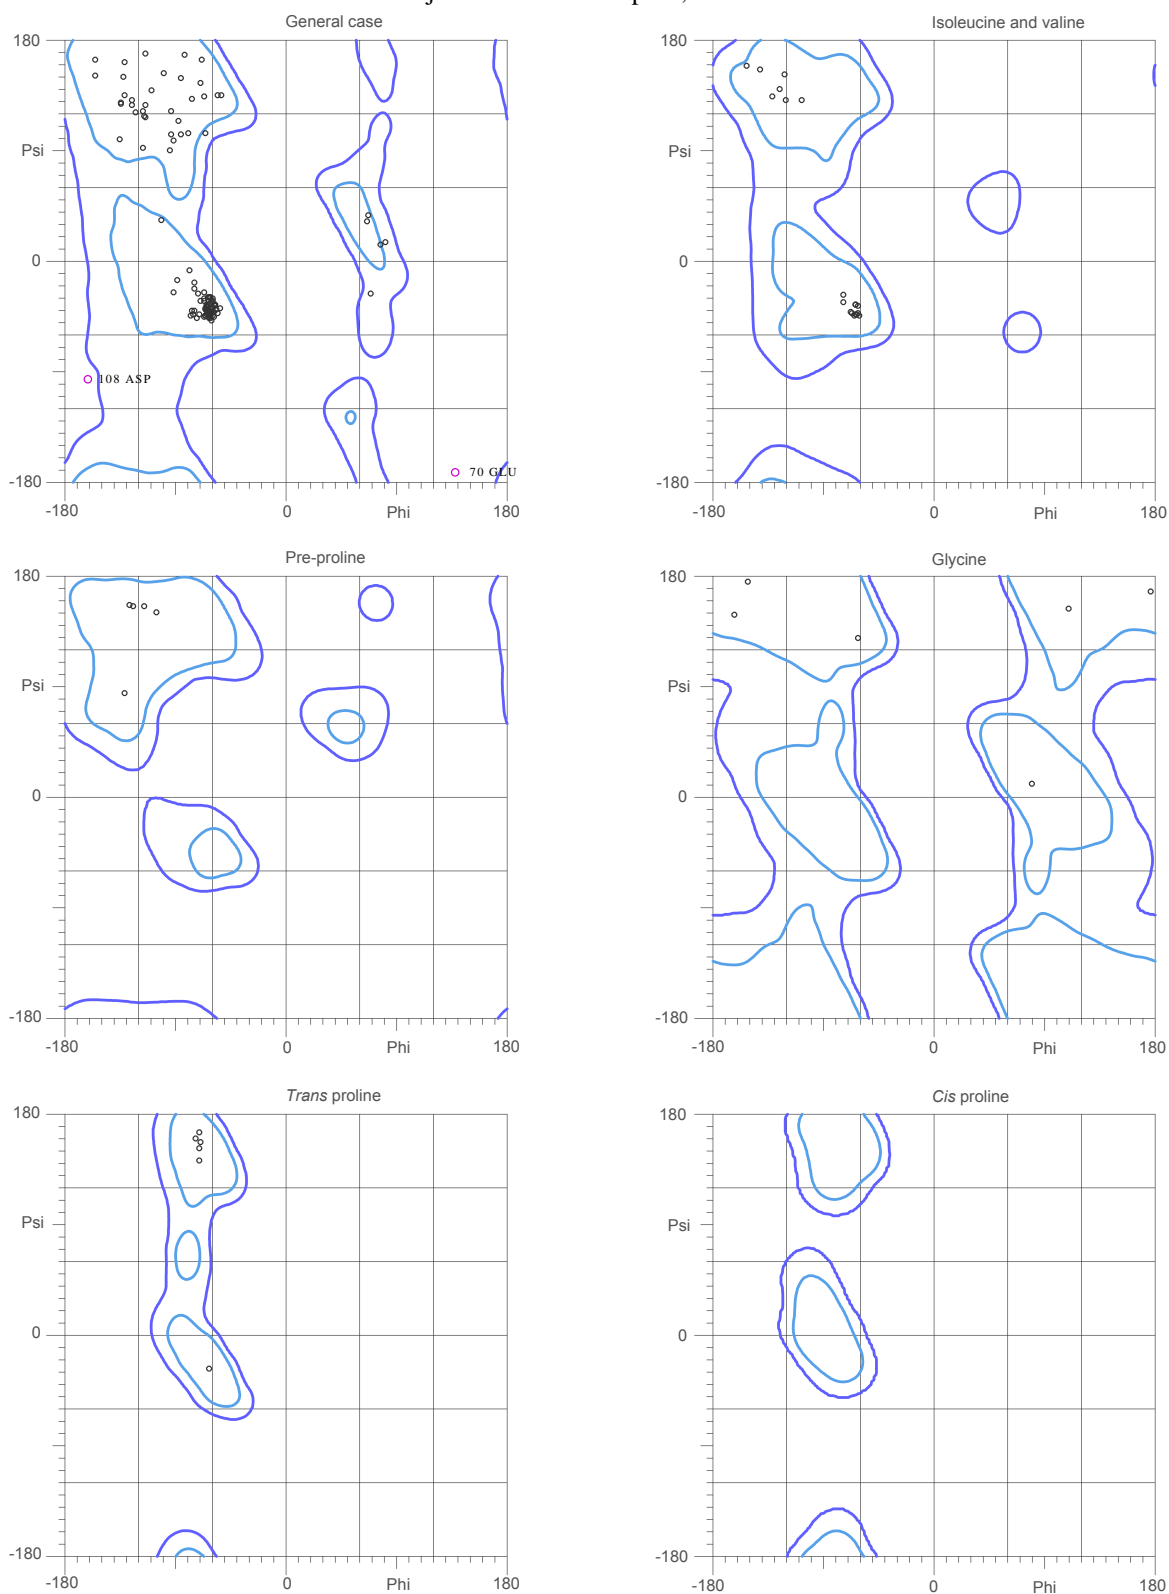 General case
Isoleucine and valine
180
180
Psi
Psi
0
0
108 ASP
70 GLU
-180
-180
-180
0
Phi
180
-180
0
Phi
180
Pre-proline
Glycine
180
180
Psi
Psi
0
0
-180
-180
-180
0
Phi
180
-180
0
Phi
180
Trans proline
Cis proline
180
180
Psi
Psi
0
0
-180
-180
-180
0
Phi
180
-180
0
Phi
180